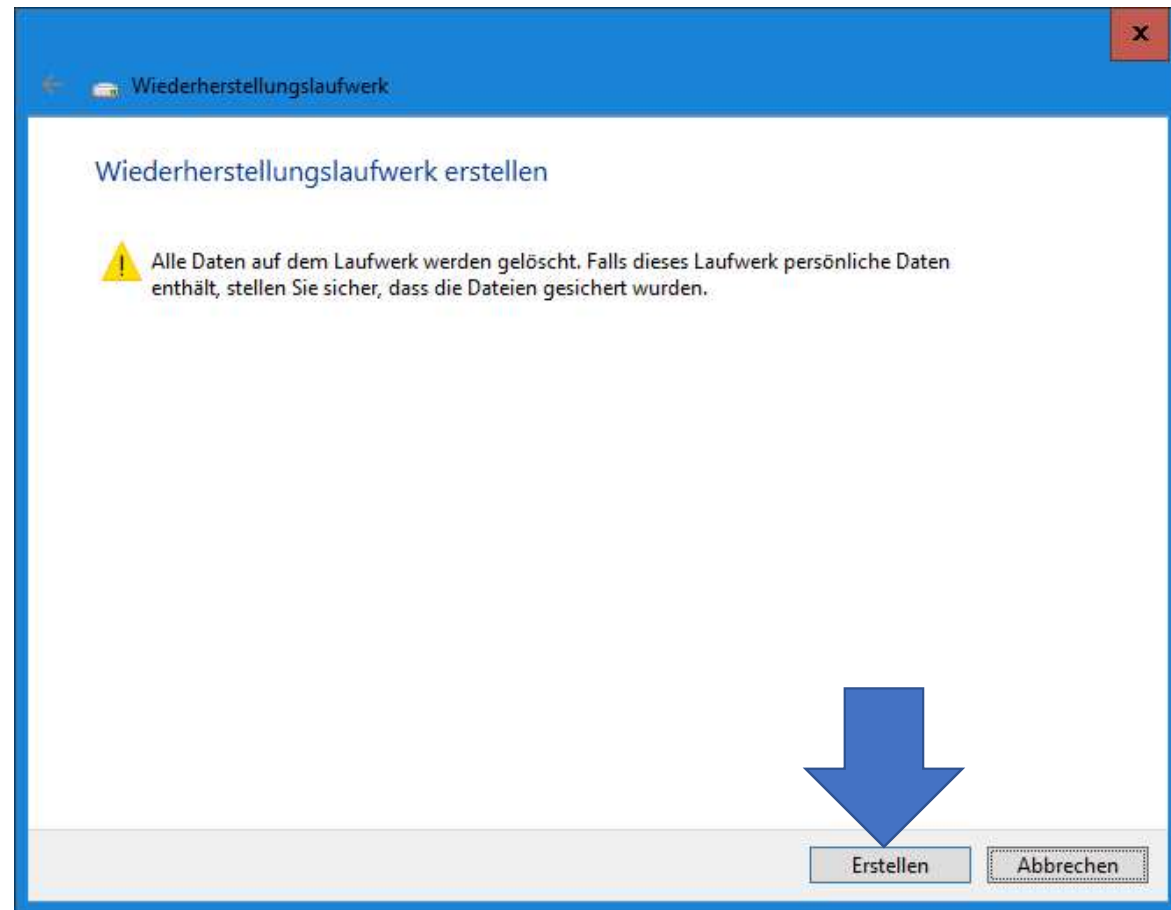 Wiederherstellungslaufwerk
Wiederherstellungslaufwerk erstellen
Alle Daten auf dem Laufwerk werden gelöscht. Falls dieses Laufwerk persönliche Daten
enthält, stellen Sie sicher, dass die Dateien gesichert wurden.
Erstellen Abbrechen